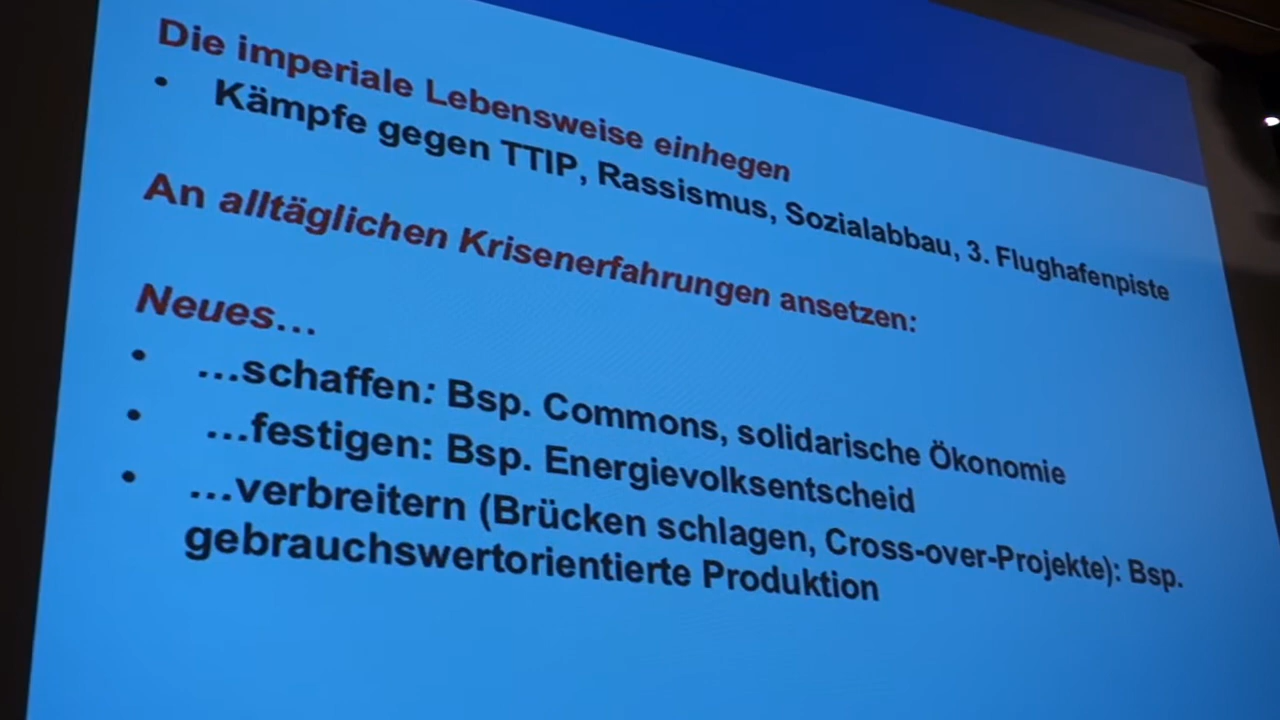 Die imperiale Lebensweise einhegen
• Kämpfe gegen TTIP, Rassismus, Sozialabbau, 3. Flughafenpiste
An alltäglichen Krisenerfahrungen ansetzen:
Neues…
• …schaffen: Bsp. Commons, solidarische Ökonomie
• …festigen: Bsp. Energievolksentscheid
• …verbreitern (Brücken schlagen, Cross-over-Projekte): Bsp.
gebrauchswertorientierte Produktion